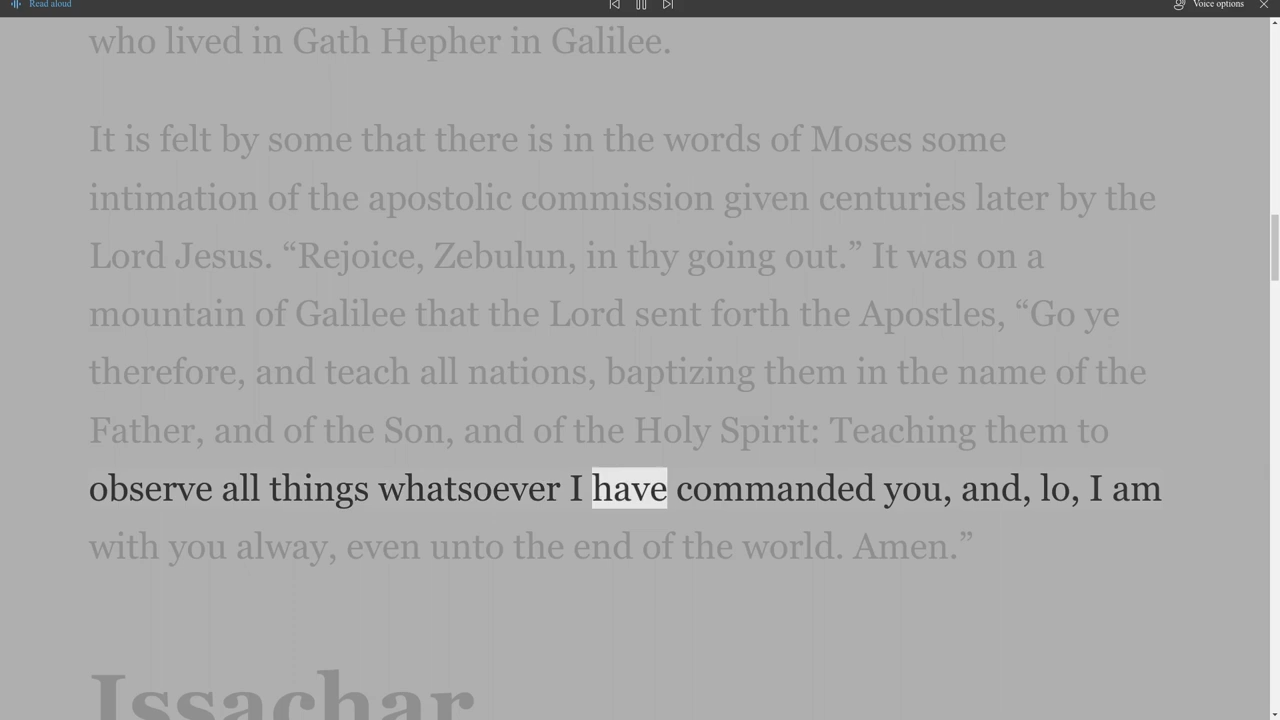 Read aloud
Voice options
who lived in Gath Hepher in Galilee.
It is felt by some that there is in the words of Moses some
intimation of the apostolic commission given centuries later by the
Lord Jesus. “Rejoice, Zebulun, in thy going out.” It was on a
mountain of Galilee that the Lord sent forth the Apostles, “Go ye
therefore, and teach all nations, baptizing them in the name of the
Father, and of the Son, and of the Holy Spirit: Teaching them to
observe all things whatsoever I have commanded you, and, lo, I am
with you alway, even unto the end of the world. Amen.”
Issachar